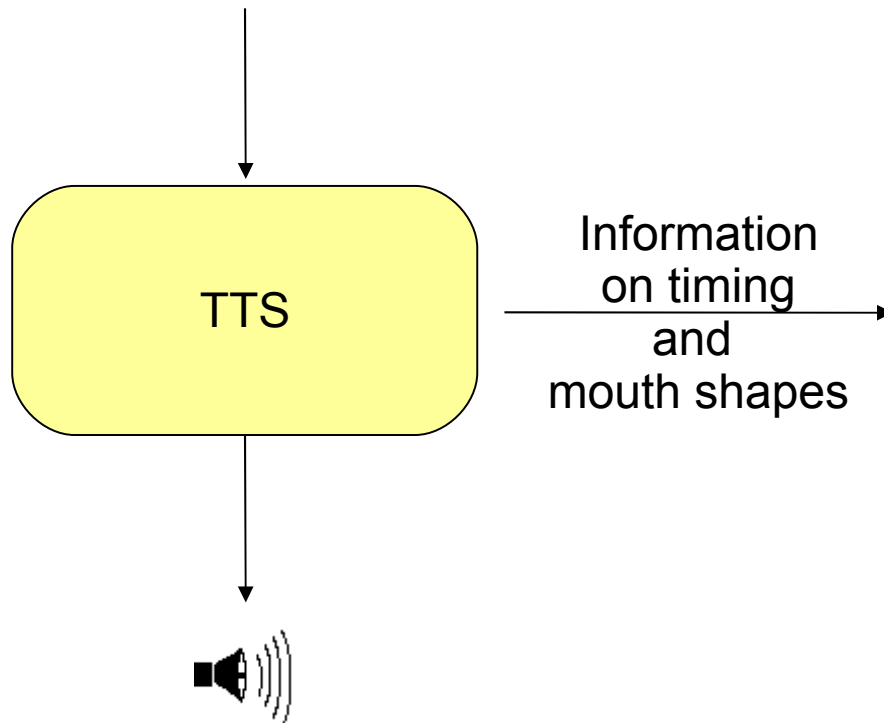 TTS
Information
on timing
and
mouth shapes